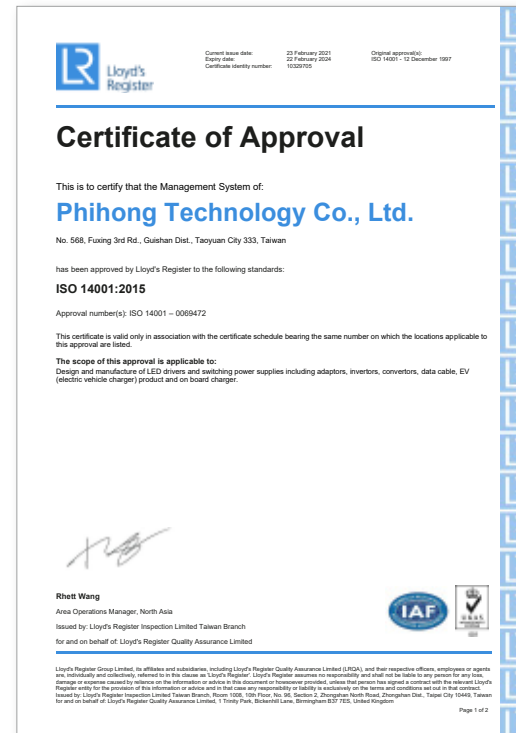 LR
Lloyd's
Register
Current issue date: 23 February 2021
Expiry date: 22 February 2024
Certificate identity number: 10329705
Original approval(s):
ISO 14001 - 12 December 1997
Certificate of Approval
This is to certify that the Management System of:
Phihong Technology Co., Ltd.
No. 568, Fuxing 3rd Rd., Guishan Dist., Taoyuan City 333, Taiwan
has been approved by Lloyd's Register to the following standards:
ISO 14001:2015
Approval number(s): ISO 14001 – 0069472
This certificate is valid only in association with the certificate schedule bearing the same number on which the locations applicable to
this approval are listed.
The scope of this approval is applicable to:
Design and manufacture of LED drivers and switching power supplies including adaptors, invertors, convertors, data cable, EV
(electric vehicle charger) product and on board charger.
Rhett Wang
Area Operations Manager, North Asia
Issued by: Lloyd's Register Inspection Limited Taiwan Branch
for and on behalf of: Lloyd's Register Quality Assurance Limited
IAF
UKAS
Lloyd's Register Group Limited, its affiliates and subsidiaries, including Lloyd's Register Quality Assurance Limited (LRQA), and their respective officers, employees or agents
are, individually and collectively, referred to in this clause as 'Lloyd's Register'. Lloyd's Register assumes no responsibility and shall not be liable to any person for any loss,
damage or expense caused by reliance on the information or advice in this document or howsoever provided, unless that person has signed a contract with the relevant Lloyd's
Register entity for the provision of this information or advice and in that case any responsibility or liability is exclusively on the terms and conditions set out in that contract.
Issued by: Lloyd's Register Inspection Limited Taiwan Branch, Room 1008, 10th Floor, No. 96, Section 2, Zhongshan North Road, Zhongshan Dist., Taipei City 10449, Taiwan
for and on behalf of: Lloyd's Register Quality Assurance Limited, 1 Trinity Park, Bickenhill Lane, Birmingham B37 7ES, United Kingdom
Page 1 of 2